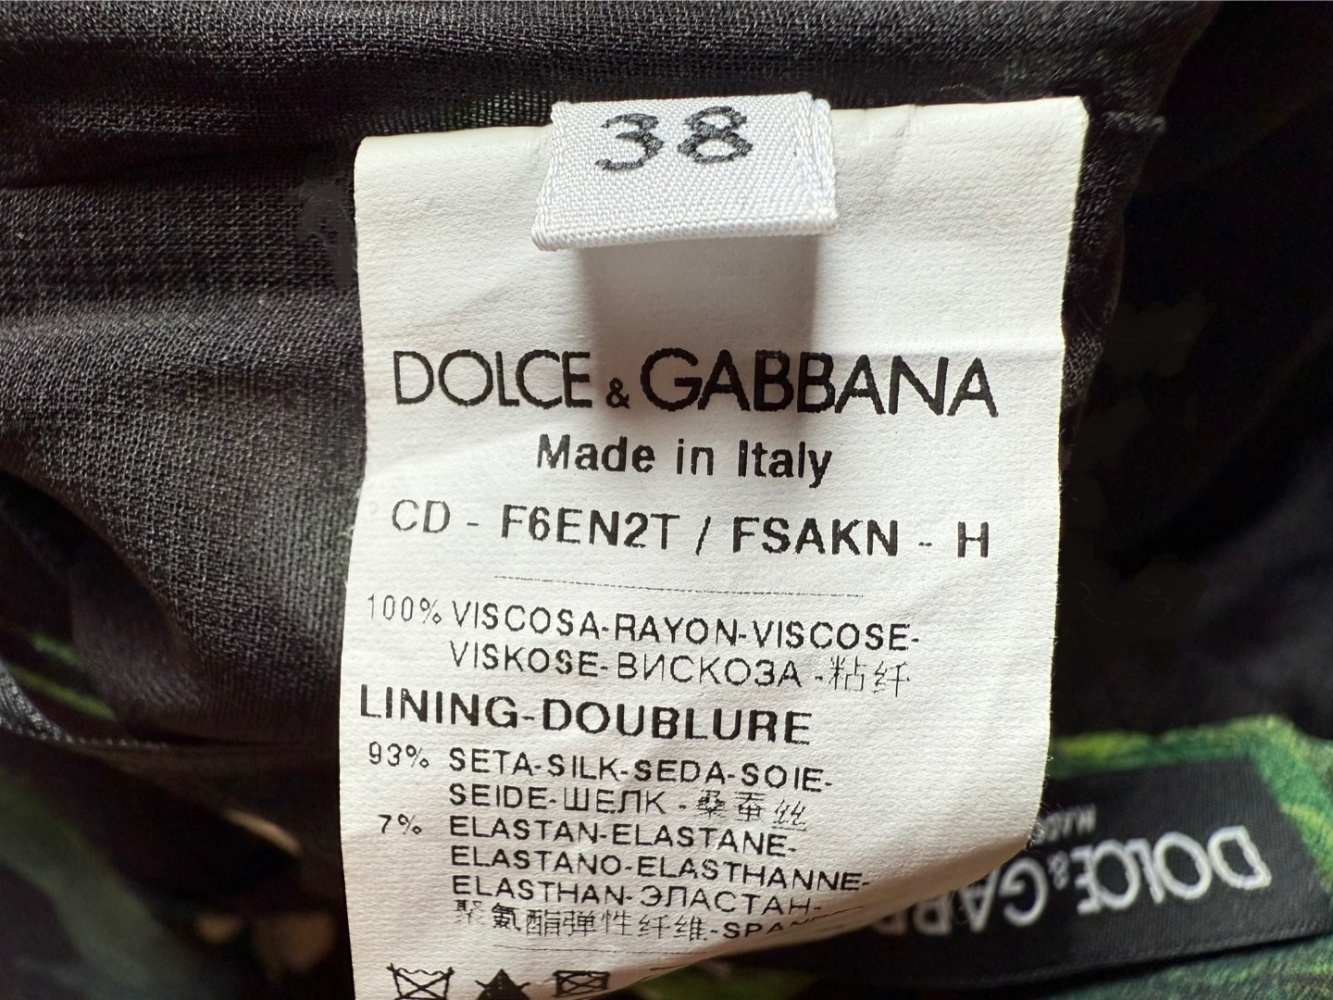 38
DOLCE & GABBANA
Made in Italy
CD - F6EN2T / FSAKN - H
100% VISCOSA-RAYON-VISCOSE-
VISKOSE-ВИСКОЗА -粘纤
LINING-DOUBLURE
93% SETA-SILK-SEDA-SOIE-
SEIDE-ШЕЛК -桑蚕丝
7% ELASTAN-ELASTANE-
ELASTANO-ELASTHANNE-
ELASTHAN-ЭЛАСТАН-
聚氨酯弹性纤维-SPAN
DOLCE & GABB